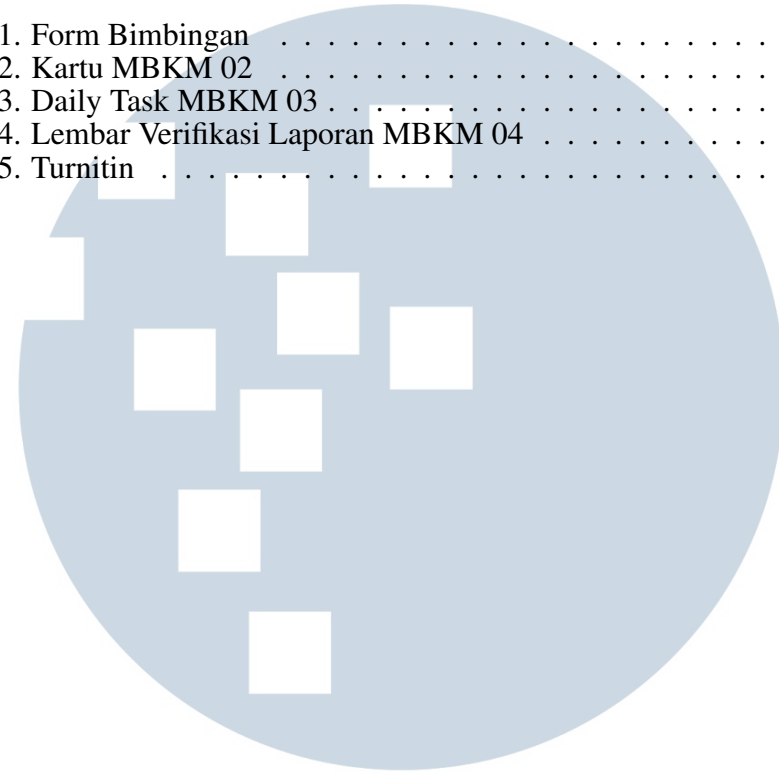 1. Form Bimbingan . . . . . . . . . . . . . . . . . . . . .
2. Kartu MBKM 02 . . . . . . . . . . . . . . . . . . . . .
3. Daily Task MBKM 03 . . . . . . . . . . . . . . . . . . .
4. Lembar Verifikasi Laporan MBKM 04 . . . . . . . . . .
5. Turnitin . . . . . . . . . . . . . . . . . . . . . . . . . .